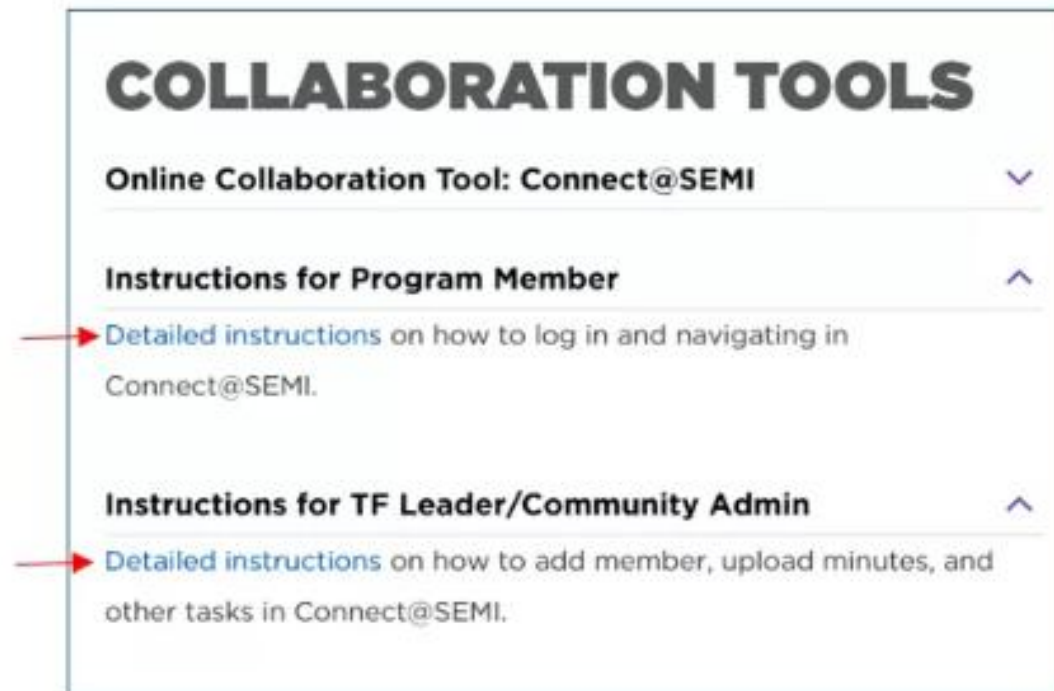 COLLABORATION TOOLS
Online Collaboration Tool: Connect@SEMI
Instructions for Program Member
Detailed instructions on how to log in and navigating in
Connect@SEMI.
Instructions for TF Leader/Community Admin
Detailed instructions on how to add member, upload minutes, and
other tasks in Connect@SEMI.